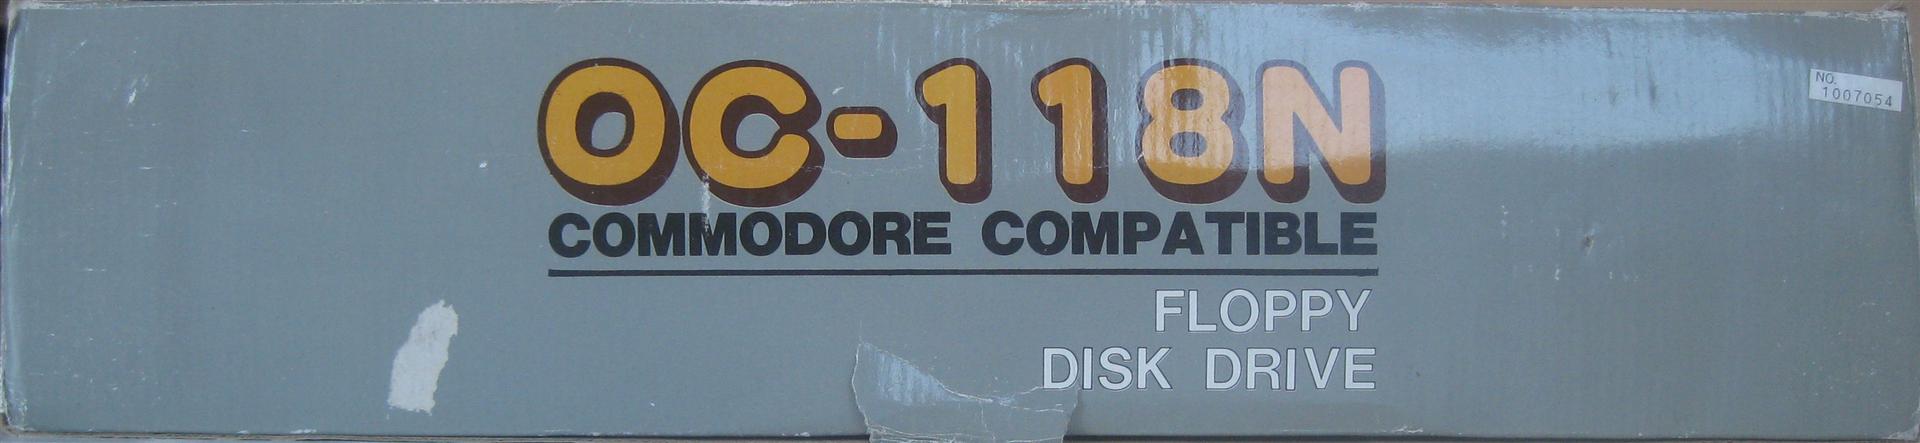 OC-118N
COMMODORE COMPATIBLE
FLOPPY
DISK DRIVE
NO.
1007054